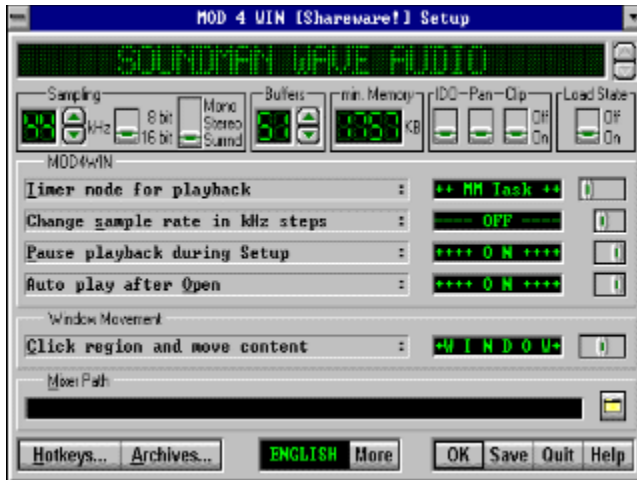 MOD 4 WIN [Shareware!] Setup
SOUNDMAN WAVE AUDIO
Sampling Buffers min. Memory IDO Pan Clip Load State
44 kHz 8 bit 16 bit Mono Stereo Surrnd KB Off On Off On
MOD4WIN
Timer mode for playback : ++ MM Task ++
Change sample rate in kHz steps : ---- OFF ----
Pause playback during Setup : ++++ O N ++++
Auto play after Open : ++++ O N ++++
Window Movement
Click region and move content : +W I N D O W+
Mixer Path
Hotkeys... Archives... ENGLISH More OK Save Quit Help